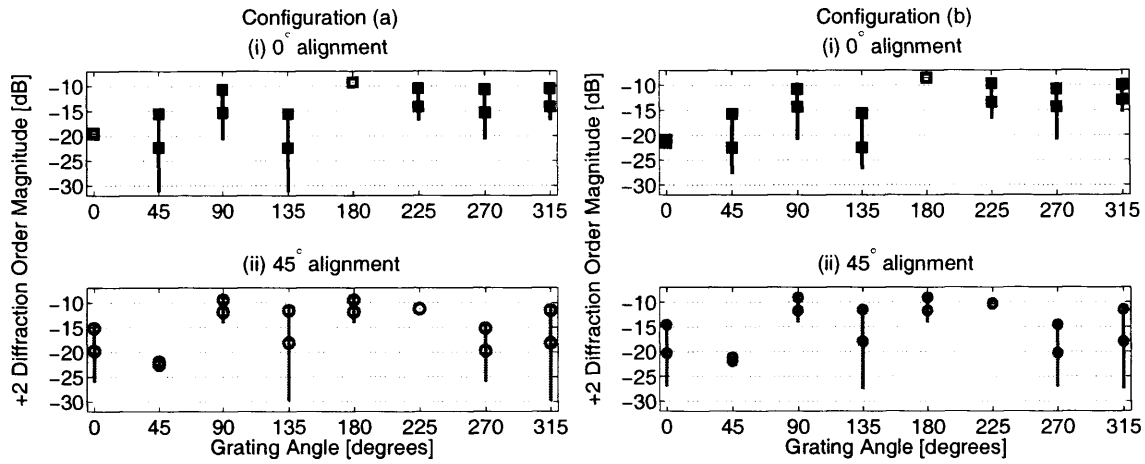 Configuration (a)
(i) 0° alignment
−10
−15
−20
−25
−30
0 45 90 135 180 225 270 315
(ii) 45° alignment
−10
−15
−20
−25
−30
0 45 90 135 180 225 270 315
Grating Angle [degrees]
+2 Diffraction Order Magnitude [dB]
Configuration (b)
(i) 0° alignment
−10
−15
−20
−25
−30
0 45 90 135 180 225 270 315
(ii) 45° alignment
−10
−15
−20
−25
−30
0 45 90 135 180 225 270 315
Grating Angle [degrees]
+2 Diffraction Order Magnitude [dB]